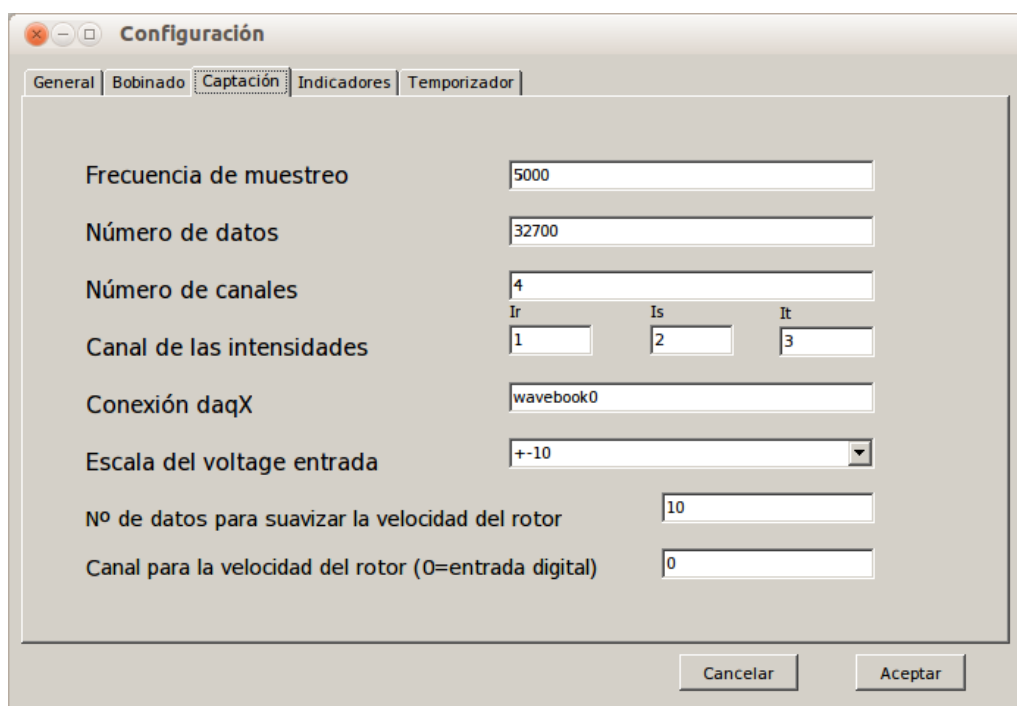 Configuración
General Bobinado Captación Indicadores Temporizador
Frecuencia de muestreo 5000
Número de datos 32700
Número de canales 4
Ir Is It
Canal de las intensidades 1 2 3
Conexión daqX wavebook0
Escala del voltage entrada +-10
Nº de datos para suavizar la velocidad del rotor 10
Canal para la velocidad del rotor (0=entrada digital) 0
Cancelar Aceptar